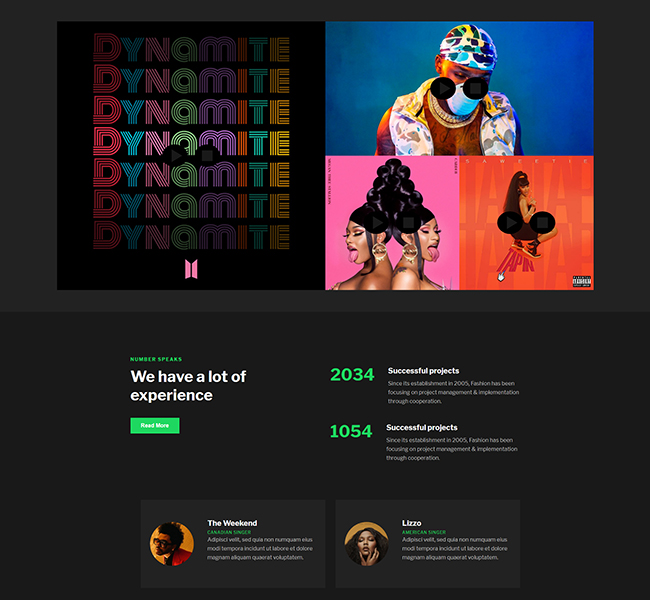 DYNAMITE
DYNAMITE
DYNAMITE
DYNAMITE
DYNAMITE
DYNAMITE
DYNAMITE
SAWEETIE
TAPIN
NUMBER SPEAKS
We have a lot of
experience
Read More
2034
Successful projects
Since its establishment in 2005, Fashion has been
focusing on project management & implementation
through cooperation.
1054
Successful projects
Since its establishment in 2005, Fashion has been
focusing on project management & implementation
through cooperation.
The Weekend
CANADIAN SINGER
Adipisci velit, sed quia non numquam eius
modi tempora incidunt ut labore et dolore
magnam aliquam quaerat voluptatem.
Lizzo
AMERICAN SINGER
Adipisci velit, sed quia non numquam eius
modi tempora incidunt ut labore et dolore
magnam aliquam quaerat voluptatem.